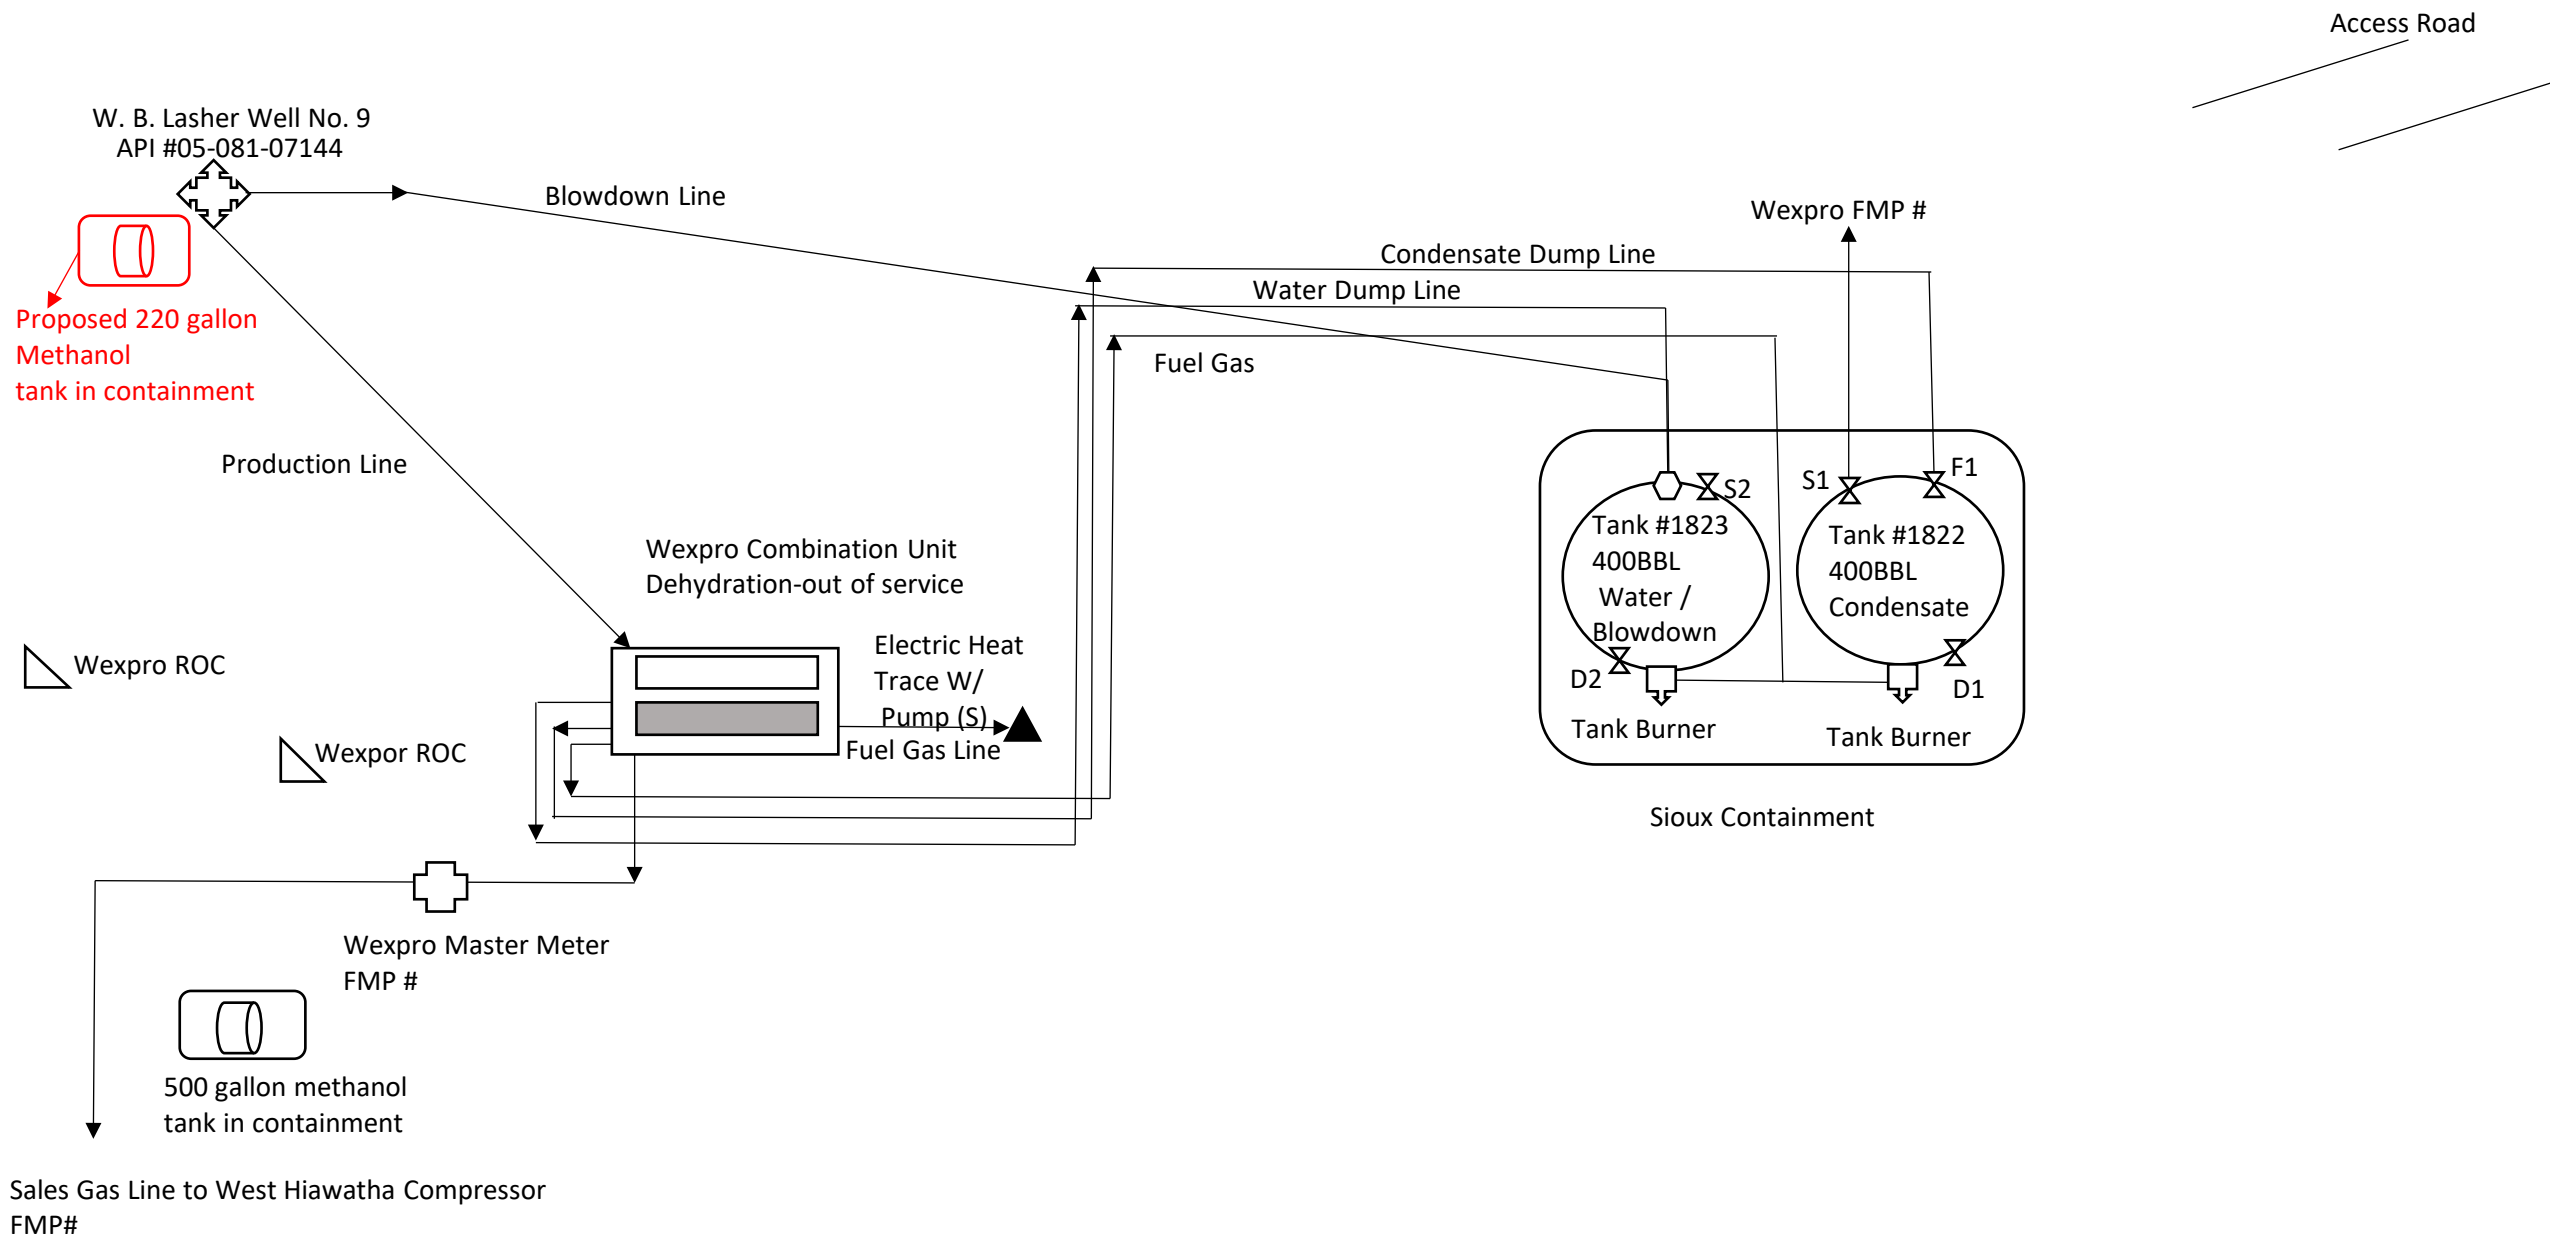 Access Road
W. B. Lasher Well No. 9
API #05-081-07144
Blowdown Line
Wexpro FMP #
Condensate Dump Line
Water Dump Line
Proposed 220 gallon
Methanol
tank in containment
Fuel Gas
Production Line
S2
S1
F1
Tank #1823
400BBL
Water /
Blowdown
Tank #1822
400BBL
Condensate
D2
D1
Tank Burner
Tank Burner
Sioux Containment
Wexpro Combination Unit
Dehydration-out of service
Electric Heat
Trace W/
Pump (S)
Fuel Gas Line
Wexpro ROC
Wexpor ROC
Wexpro Master Meter
FMP #
500 gallon methanol
tank in containment
Sales Gas Line to West Hiawatha Compressor
FMP#